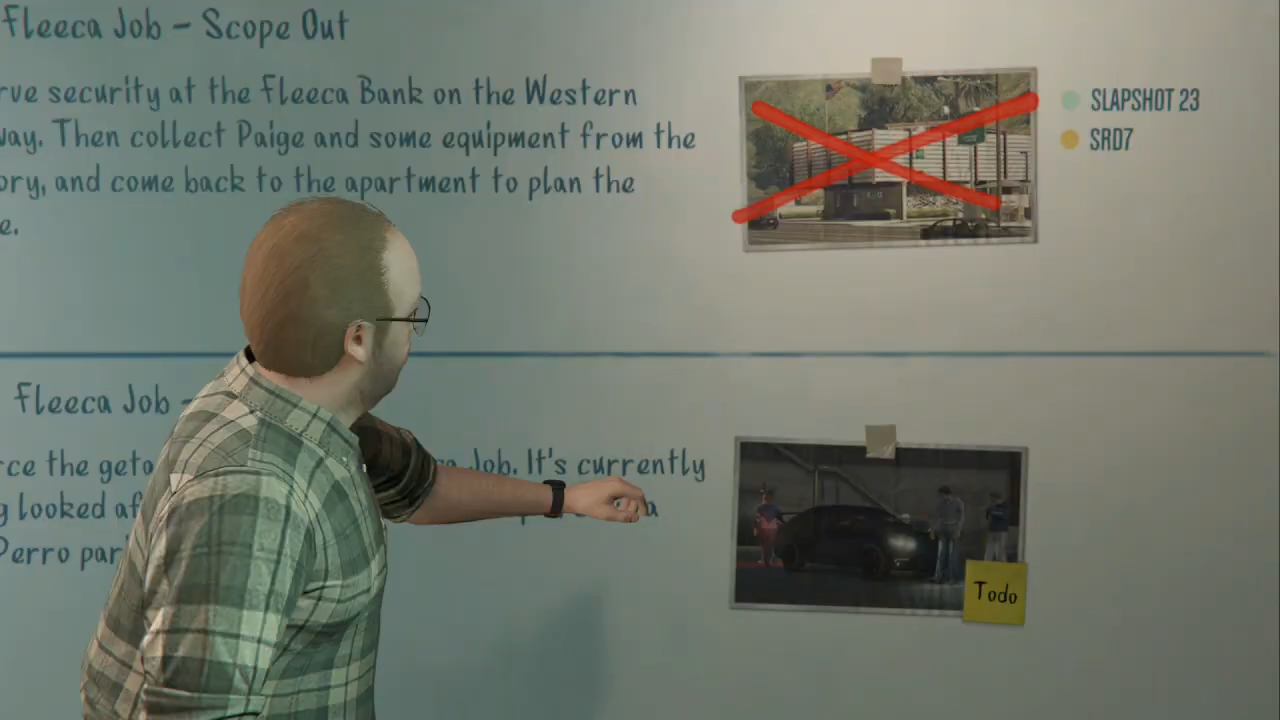 Fleeca Job - Scope Out
rve security at the Fleeca Bank on the Western
way. Then collect Paige and some equipment from the
ory, and come back to the apartment to plan the
e.
SLAPSHOT 23
SRD7
Fleeca Job -
rce the geta Job. It's currently
g looked af a
Perro par
Todo